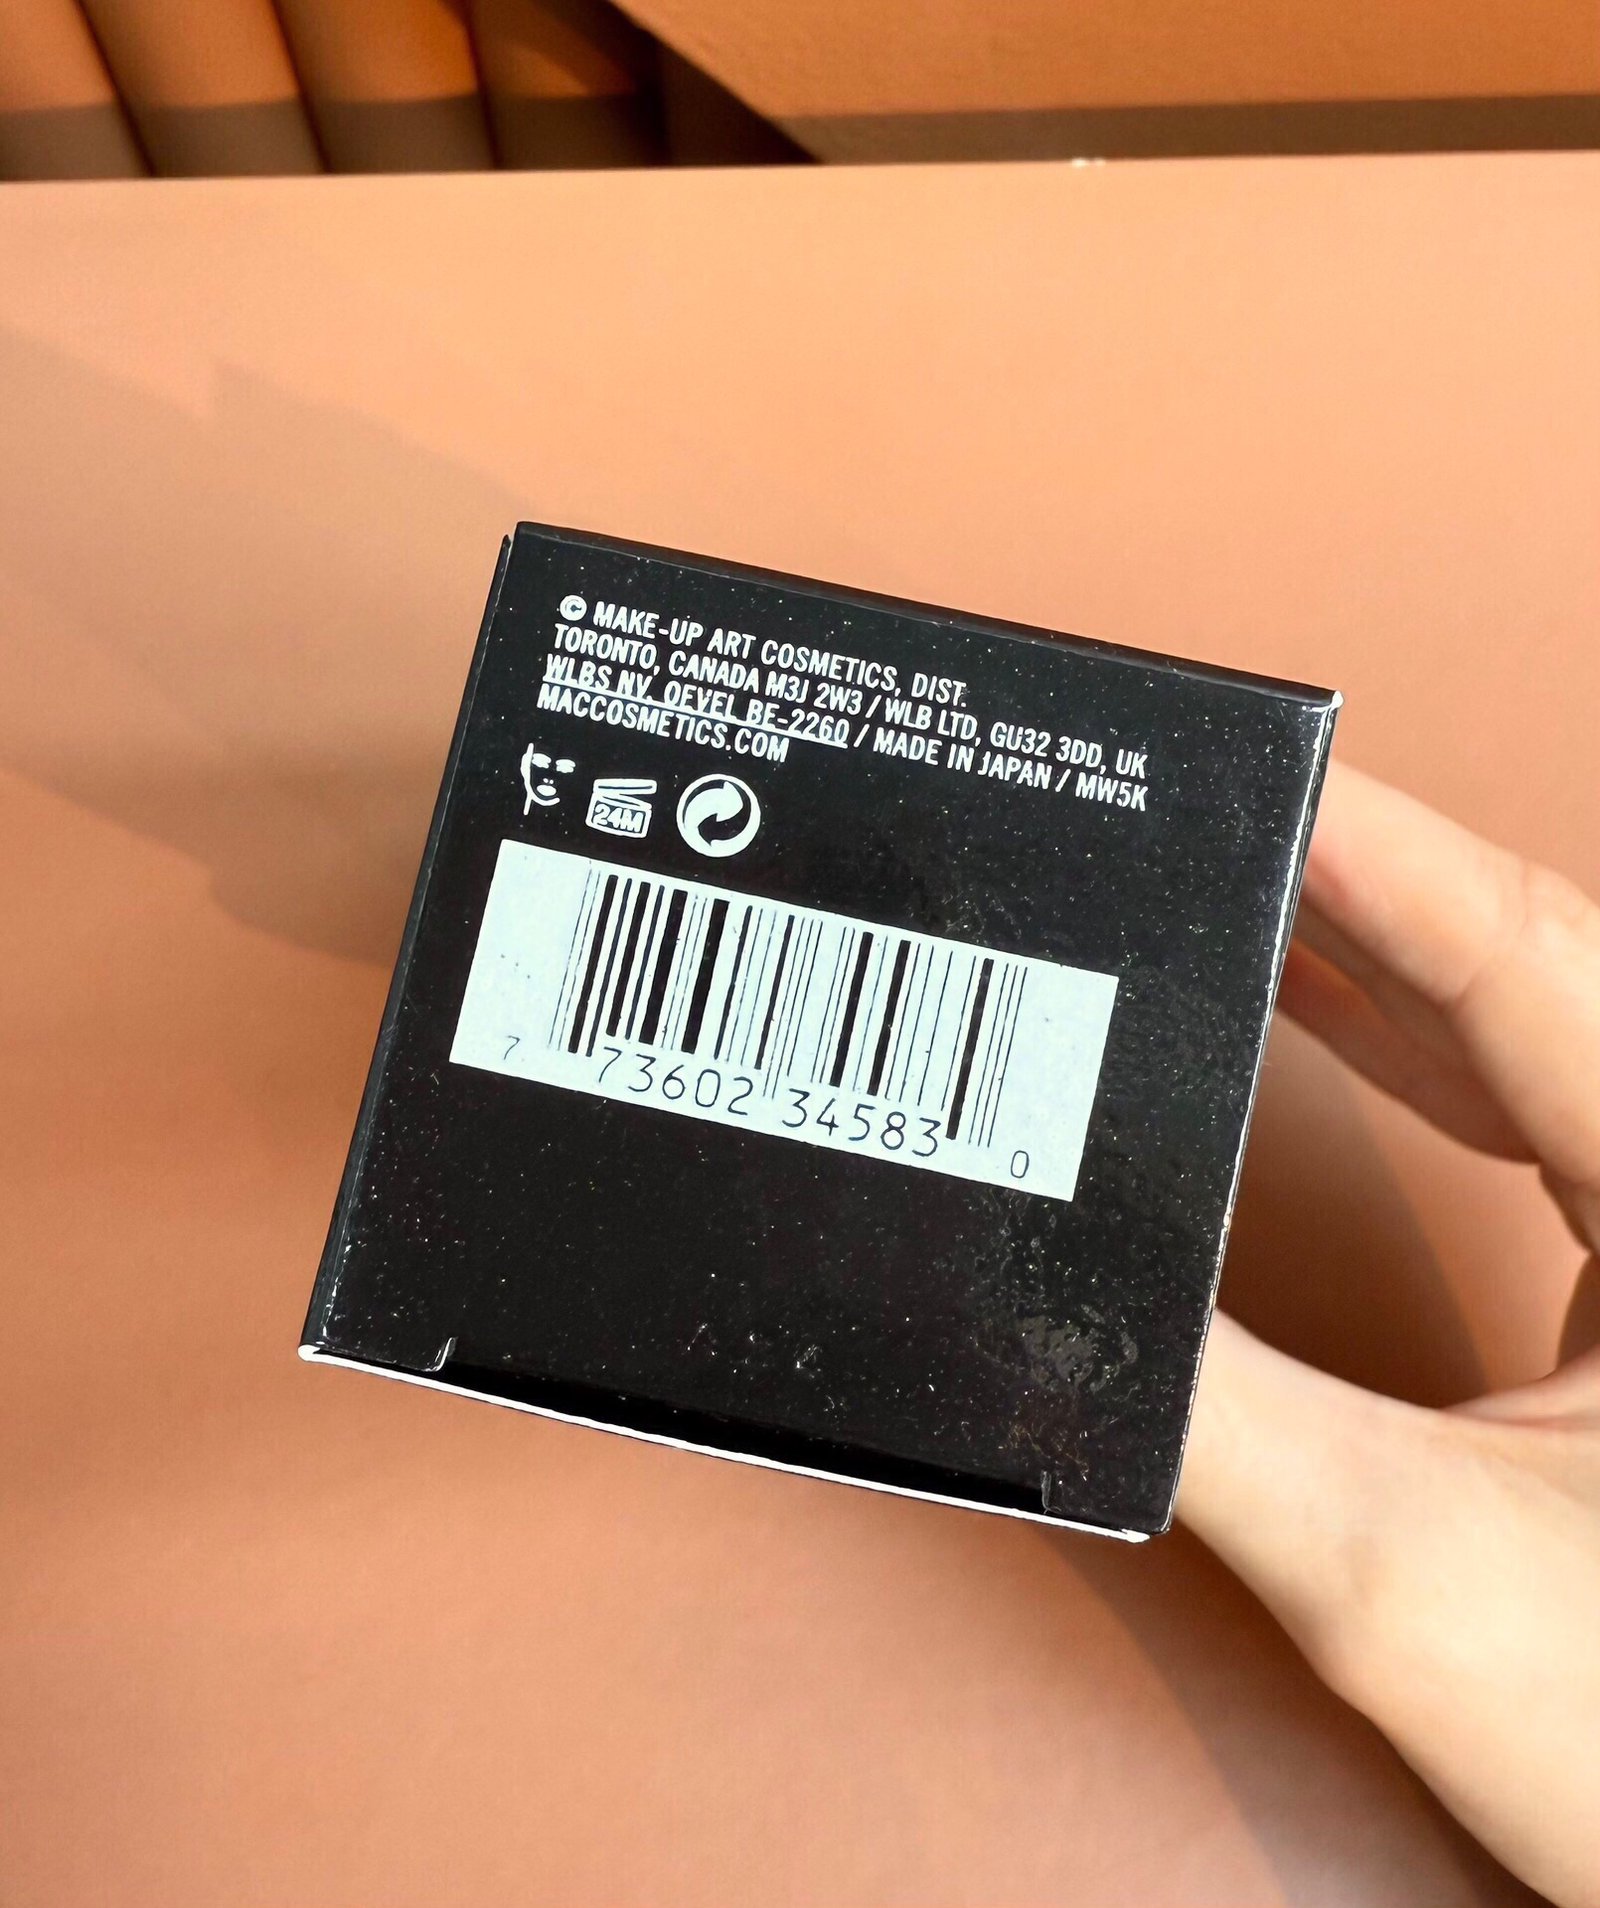 © MAKE-UP ART COSMETICS, DIST.
TORONTO, CANADA M3J 2W3 / WLB LTD, GU32 3DD, UK
WLBS NV, OEVEL BE-2260 / MADE IN JAPAN / MW5K
MACCOSMETICS.COM
24M
7 73602 34583 0